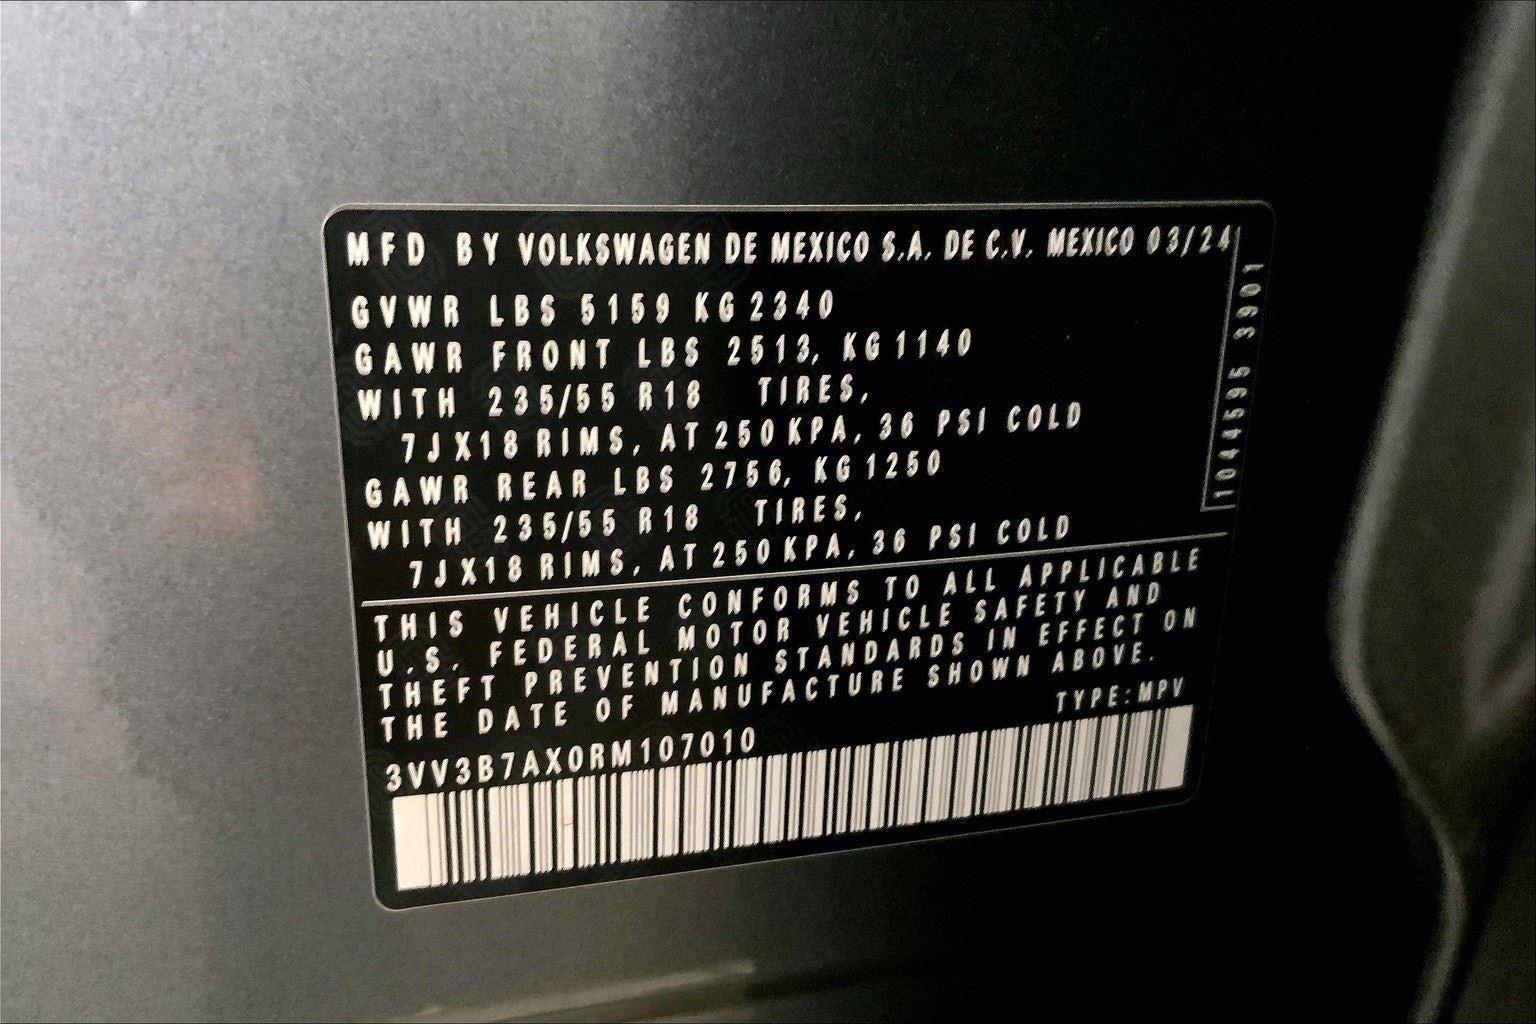 MFD BY VOLKSWAGEN DE MEXICO S.A. DE C.V. MEXICO 03/24
GVWR LBS 5159 KG 2340
GAWR FRONT LBS 2513, KG 1140
WITH 235/55 R18 TIRES,
7JX18 RIMS, AT 250 KPA, 36 PSI COLD
GAWR REAR LBS 2756, KG 1250
WITH 235/55 R18 TIRES,
7JX18 RIMS, AT 250 KPA, 36 PSI COLD
1044595 3901
THIS VEHICLE CONFORMS TO ALL APPLICABLE
U.S. FEDERAL MOTOR VEHICLE SAFETY AND
THEFT PREVENTION STANDARDS IN EFFECT ON
THE DATE OF MANUFACTURE SHOWN ABOVE.
TYPE:MPV
3VV3B7AX0RM107010